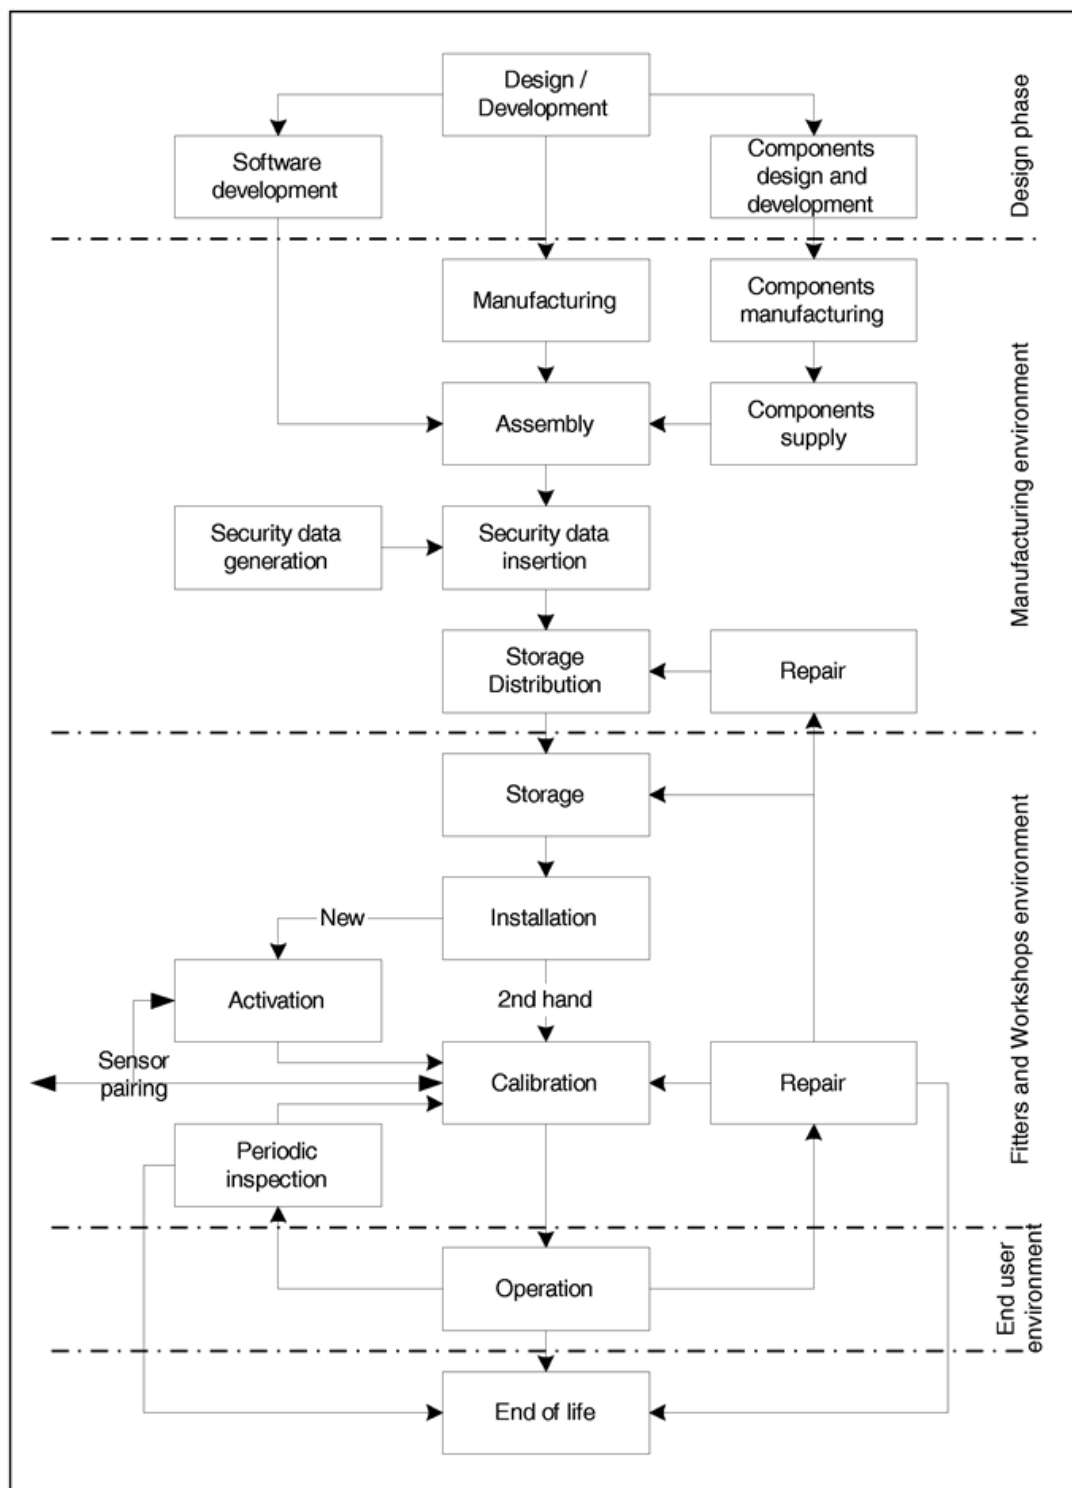 Design /
Development
Software
development
Components
design and
development
Design phase
Manufacturing
Components
manufacturing
Assembly
Components
supply
Manufacturing environment
Security data
generation
Security data
insertion
Storage
Distribution
Repair
Storage
New
Installation
Fitters and Workshops environment
Activation
2nd hand
Sensor
pairing
Calibration
Repair
Periodic
inspection
Operation
End user
environment
End of life